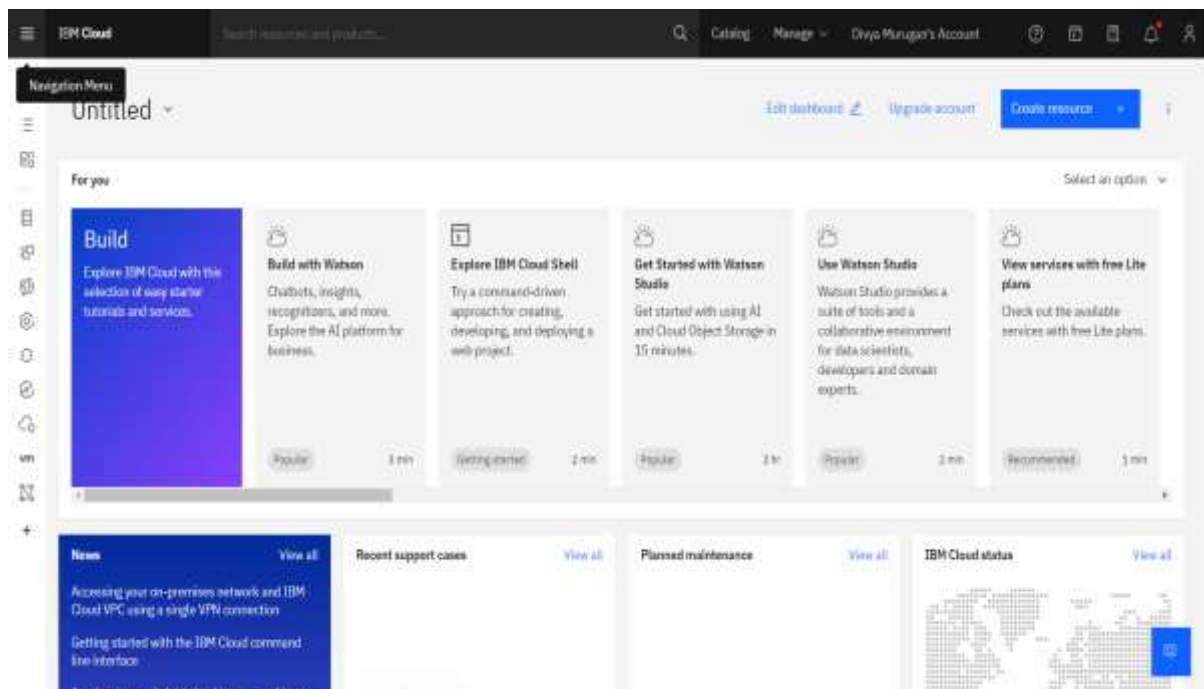 IBM Cloud
Search resources and products...
Catalog
Manage
Divya Murugan's Account
Navigation Menu
Untitled
Edit dashboard
Upgrade account
Create resource +
For you
Select an option
Build
Explore IBM Cloud with this
selection of easy starter
tutorials and services.
Build with Watson
Chatbots, insights,
recognitizers, and more.
Explore the AI platform for
business.
Popular
3 min
Explore IBM Cloud Shell
Try a command-driven
approach for creating,
developing, and deploying a
web project.
Getting started
2 min
Get Started with Watson
Studio
Get started with using AI
and Cloud Object Storage in
15 minutes.
Popular
Use Watson Studio
Watson Studio provides a
suite of tools and a
collaborative environment
for data scientists,
developers and domain
experts.
Popular
View services with free Lite
plans
Check out the available
services with free Lite plans.
Recommended
1 min
News
View all
Accessing your on-premises network and IBM
Cloud VPC using a single VPN connection
Getting started with the IBM Cloud command
line interface
Recent support cases
View all
Planned maintenance
View all
IBM Cloud status
View all